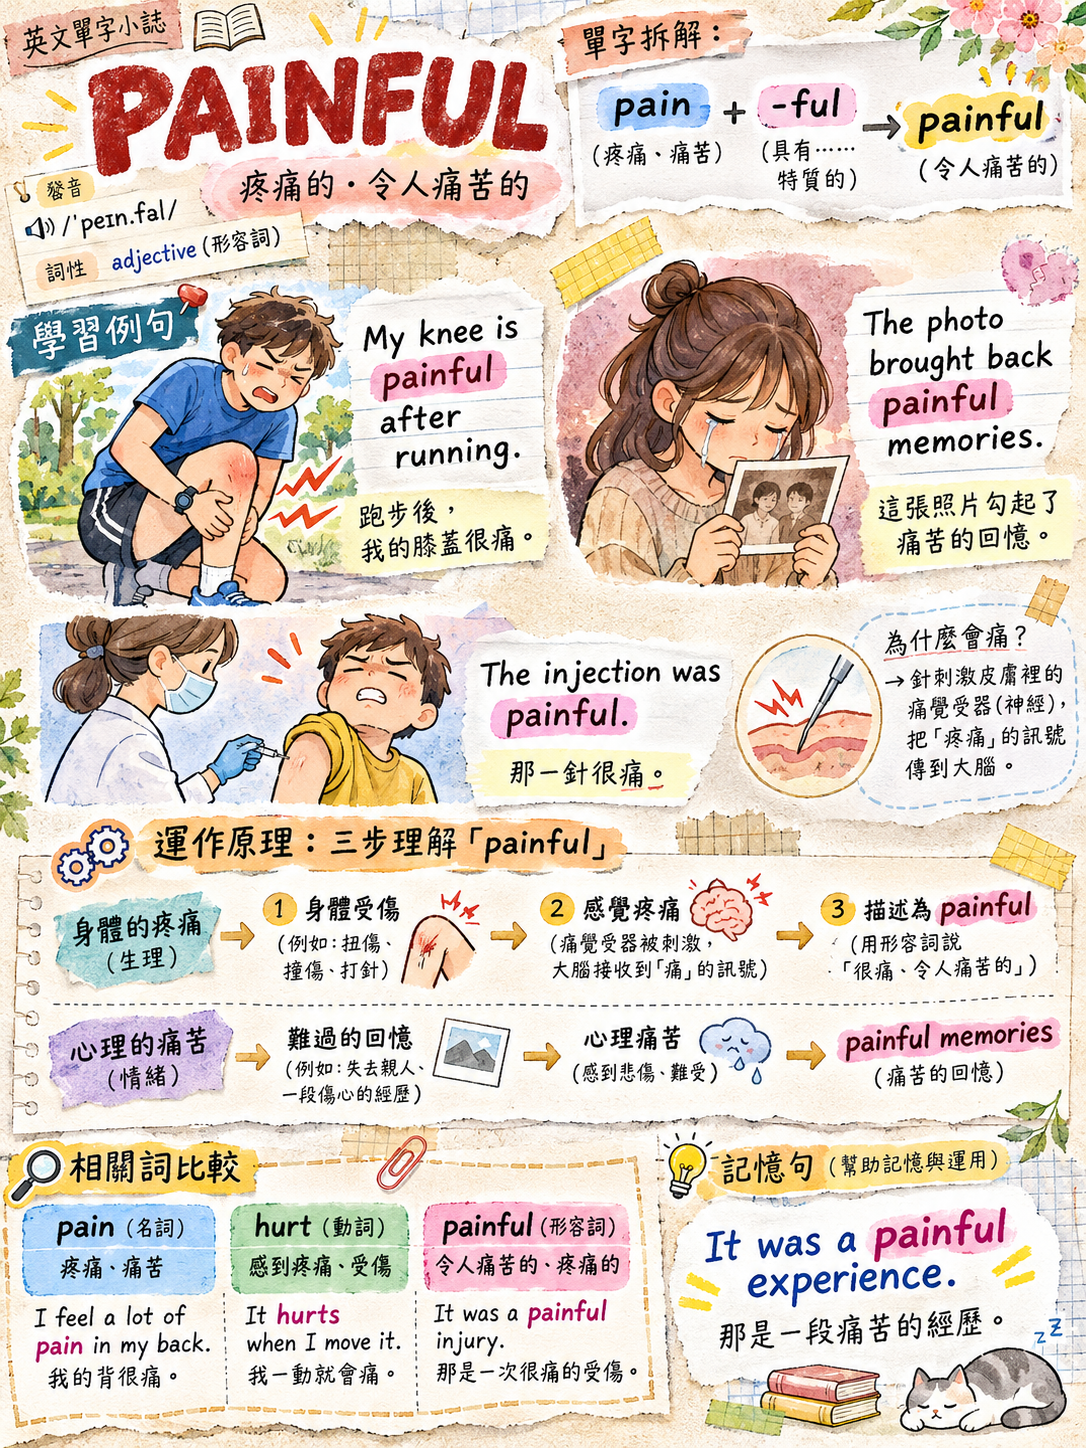 英文單字小誌
PAINFUL
疼痛的・令人痛苦的
發音
/ˈpeɪn.fəl/
詞性
adjective (形容詞)
單字拆解：
pain + -ful → painful
(疼痛、痛苦)
(具有……
特質的)
(令人痛苦的)
學習例句
My knee is
painful
after
running.
跑步後，
我的膝蓋很痛。
The photo
brought back
painful
memories.
這張照片勾起了
痛苦的回憶。
The injection was
painful.
那一針很痛。
為什麼會痛？
→ 針刺激皮膚裡的
痛覺受器(神經)，
把「疼痛」的訊號
傳到大腦。
運作原理：三步理解「painful」
身體的疼痛
(生理)
1 身體受傷
(例如：扭傷、
撞傷、打針)
2 感覺疼痛
(痛覺受器被刺激，
大腦接收到「痛」的訊號)
3 描述為 painful
(用形容詞說
「很痛、令人痛苦的」)
心理的痛苦
(情緒)
難過的回憶
(例如：失去親人、
一段傷心的經歷)
心理痛苦
(感到悲傷、難受)
painful memories
(痛苦的回憶)
相關詞比較
pain (名詞)
疼痛、痛苦
I feel a lot of
pain in my back.
我的背很痛。
hurt (動詞)
感到疼痛、受傷
It hurts
when I move it.
我一動就會痛。
painful (形容詞)
令人痛苦的、疼痛的
It was a painful
injury.
那是一次很痛的受傷。
記憶句 (幫助記憶與運用)
It was a painful
experience.
那是一段痛苦的經歷。
z Z